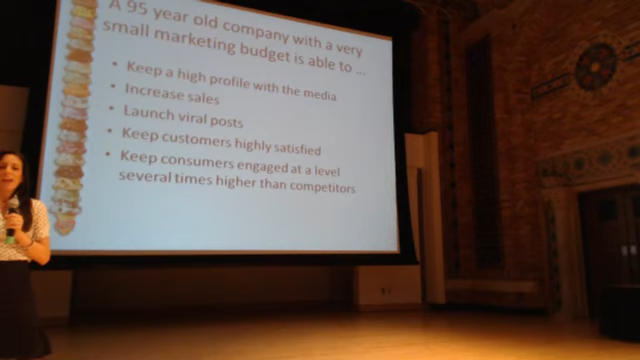 A 95 year old company with a very
small marketing budget is able to ...
• Keep a high profile with the media
• Increase sales
• Launch viral posts
• Keep customers highly satisfied
• Keep consumers engaged at a level
several times higher than competitors